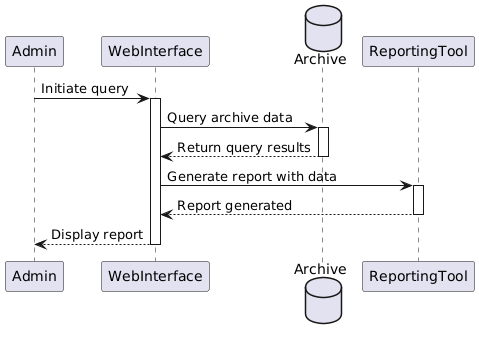 Admin
WebInterface
Archive
ReportingTool
Initiate query
Query archive data
Return query results
Generate report with data
Report generated
Display report
Admin
WebInterface
Archive
ReportingTool